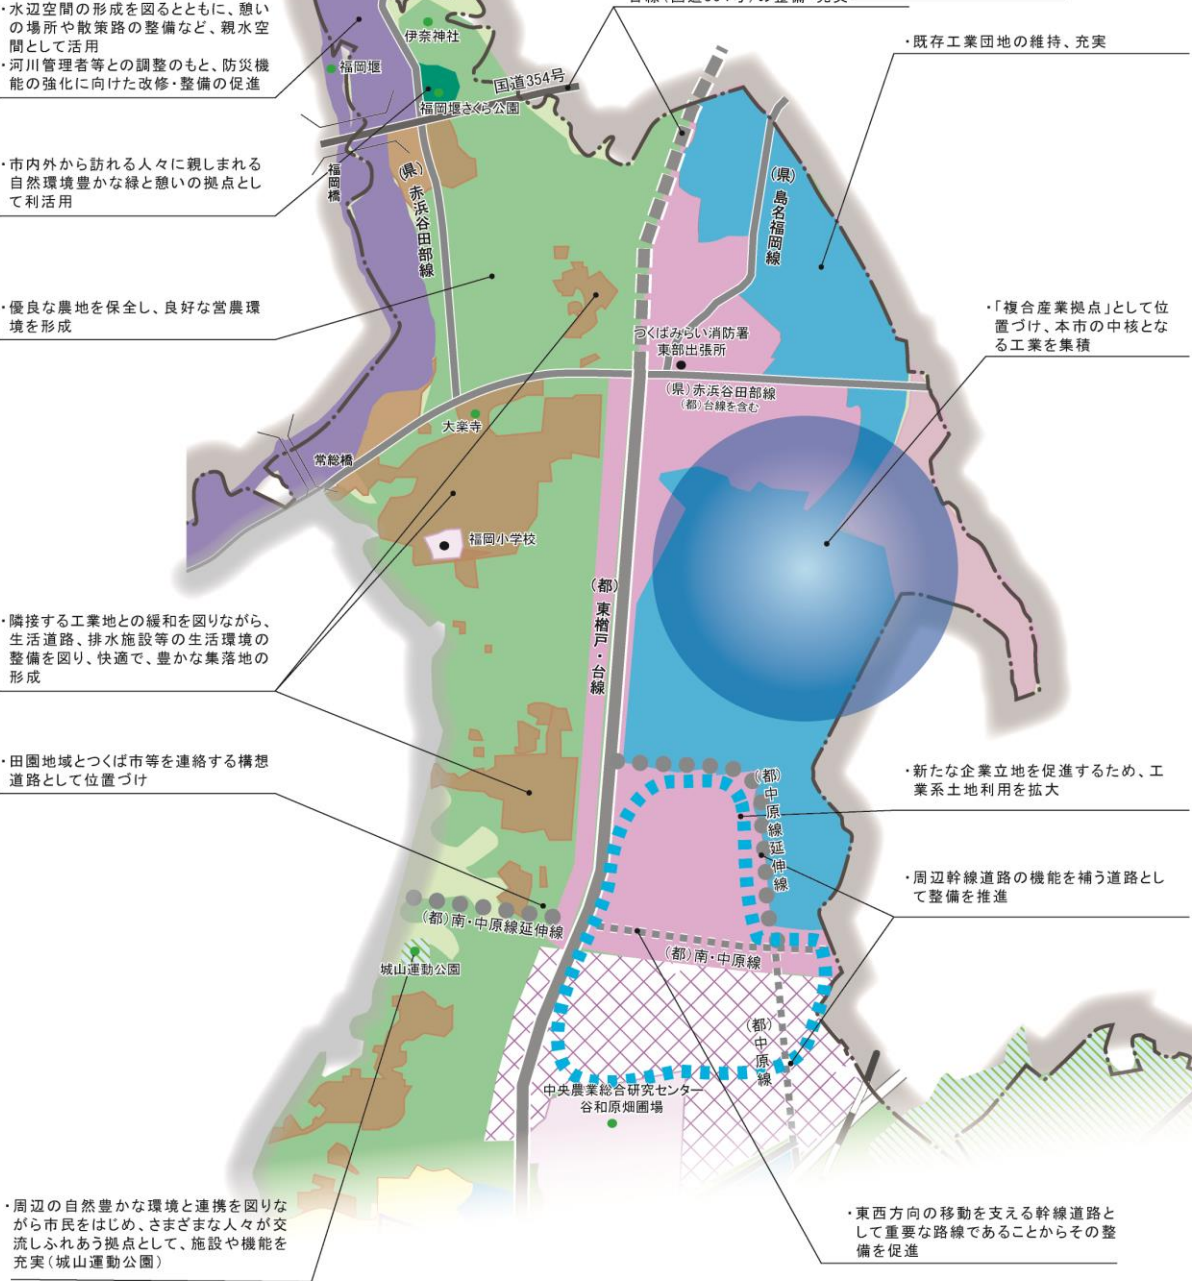 ・水辺空間の形成を図るとともに、憩い
の場所や散策路の整備など、親水空
間として活用
・河川管理者等との調整のもと、防災機
能の強化に向けた改修・整備の促進
・市内外から訪れる人々に親しまれる
自然環境豊かな緑と憩いの拠点とし
て利活用
・優良な農地を保全し、良好な営農環
境を形成
・隣接する工業地との緩和を図りながら、
生活道路、排水施設等の生活環境の
整備を図り、快適で、豊かな集落地の
形成
・田園地域とつくば市等を連絡する構想
道路として位置づけ
・周辺の自然豊かな環境と連携を図りな
がら市民をはじめ、さまざまな人々が交
流しふれあう拠点として、施設や機能を
充実(城山運動公園)
伊奈神社
福岡堰
国道354号
福岡堰さくら公園
福岡橋
(県)赤浜谷田部線
(県)島名福岡線
つくばみらい消防署
東部出張所
(県)赤浜谷田部線
(都)台線を含む
大楽寺
常総橋
福岡小学校
(都)東楢戸・台線
(都)中原線延伸線
(都)南・中原線延伸線
(都)南・中原線
城山運動公園
(都)中原線
中央農業総合研究センター
谷和原畑圃場
・既存工業団地の維持、充実
・「複合産業拠点」として位
置づけ、本市の中核とな
る工業を集積
・新たな企業立地を促進するため、工
業系土地利用を拡大
・周辺幹線道路の機能を補う道路とし
て整備を推進
・東西方向の移動を支える幹線道路と
して重要な路線であることからその整
備を促進